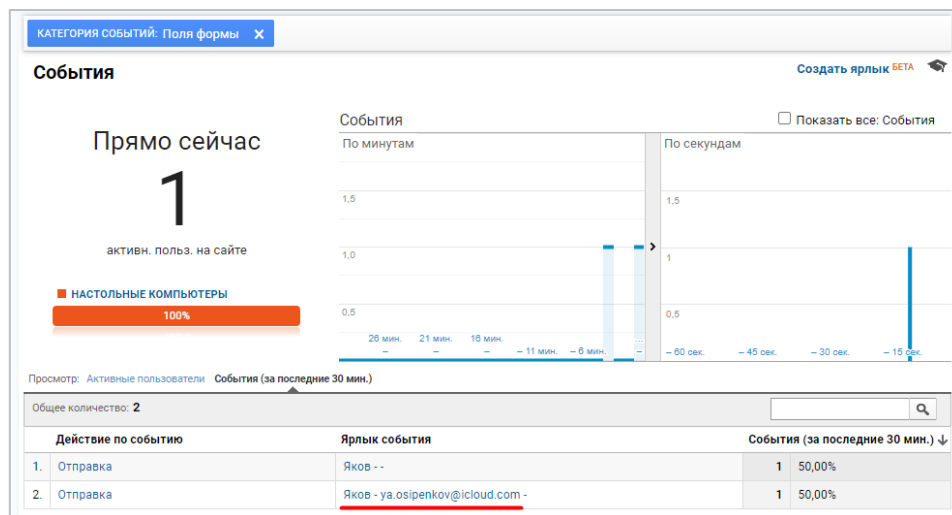 КАТЕГОРИЯ СОБЫТИЙ: Поля формы X
События
Создать ярлык БЕТА
Прямо сейчас
1
активн. польз. на сайте
НАСТОЛЬНЫЕ КОМПЬЮТЕРЫ
100%
События
Показать все: События
По минутам
По секундам
1,5
1,0
0,5
26 мин. 21 мин. 16 мин. ...
– – – – 11 мин. – 6 мин. –
1,5
1
0,5
– 60 сек. – 45 сек. – 30 сек. – 15 сек.
Просмотр: Активные пользователи События (за последние 30 мин.)
Общее количество: 2
Действие по событию Ярлык события События (за последние 30 мин.) ↓
1. Отправка Яков - - 1 50,00%
2. Отправка Яков - ya.osipenkov@icloud.com - 1 50,00%